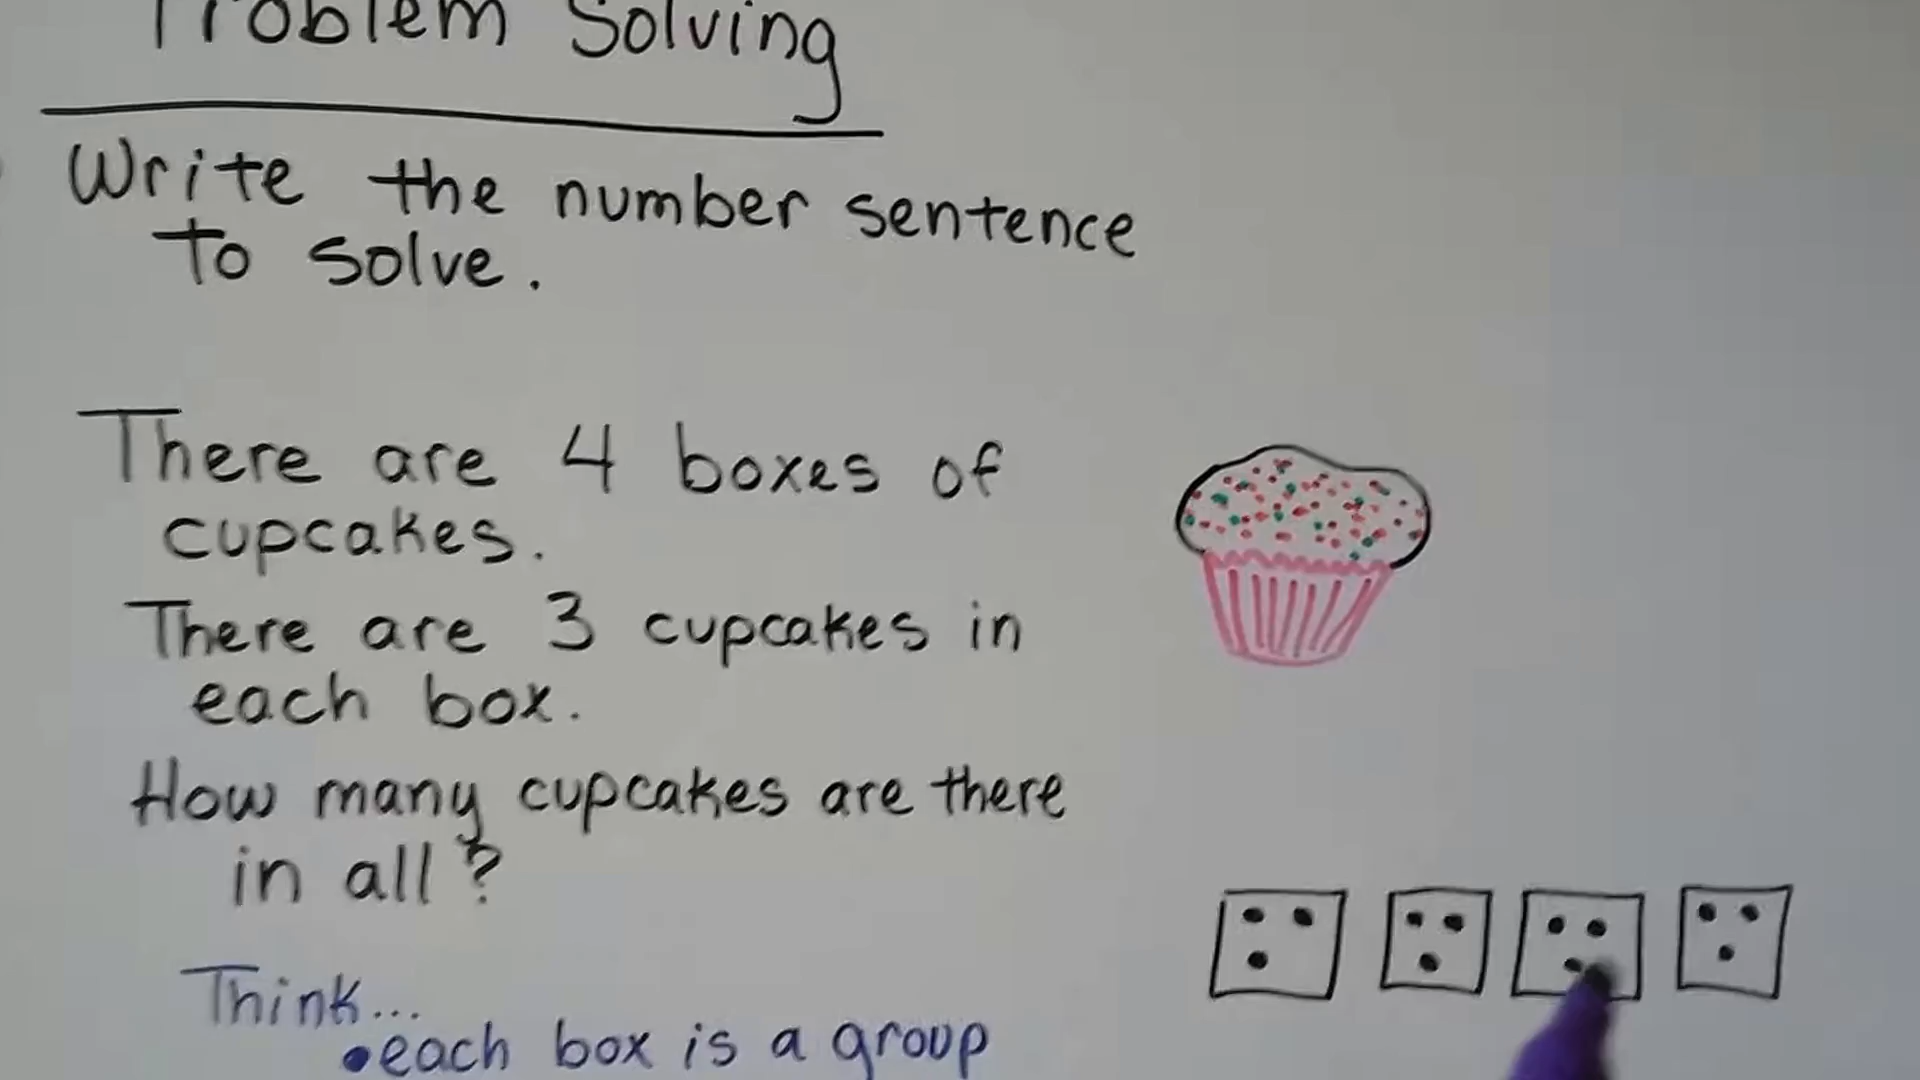 Problem Solving
Write the number sentence
to solve.
There are 4 boxes of
cupcakes.
There are 3 cupcakes in
each box.
How many cupcakes are there
in all?
Think...
•each box is a group